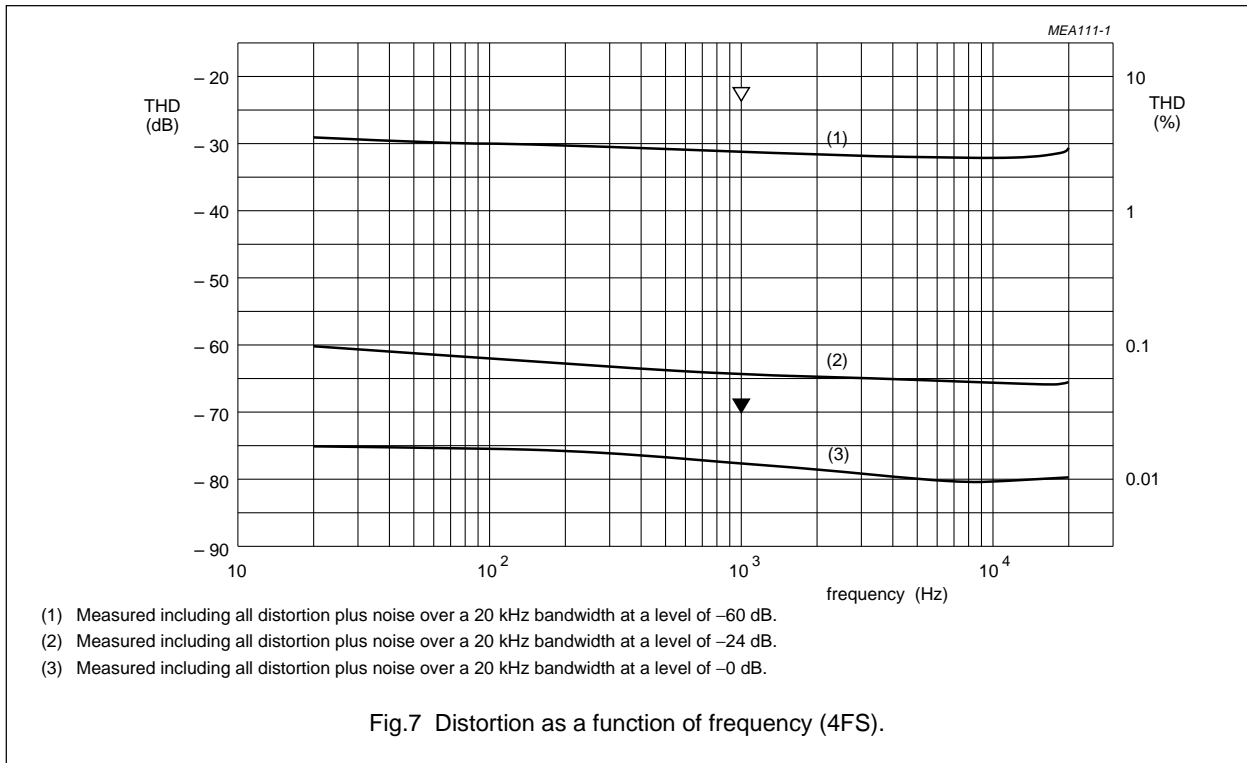 MEA111-1
– 20
10
THD
(dB)
THD
(%)
– 30
(1)
– 40
1
– 50
– 60
0.1
(2)
– 70
(3)
– 80
0.01
– 90
10
10 2
10 3
10 4
frequency (Hz)
(1) Measured including all distortion plus noise over a 20 kHz bandwidth at a level of –60 dB.
(2) Measured including all distortion plus noise over a 20 kHz bandwidth at a level of –24 dB.
(3) Measured including all distortion plus noise over a 20 kHz bandwidth at a level of –0 dB.
Fig.7 Distortion as a function of frequency (4FS).